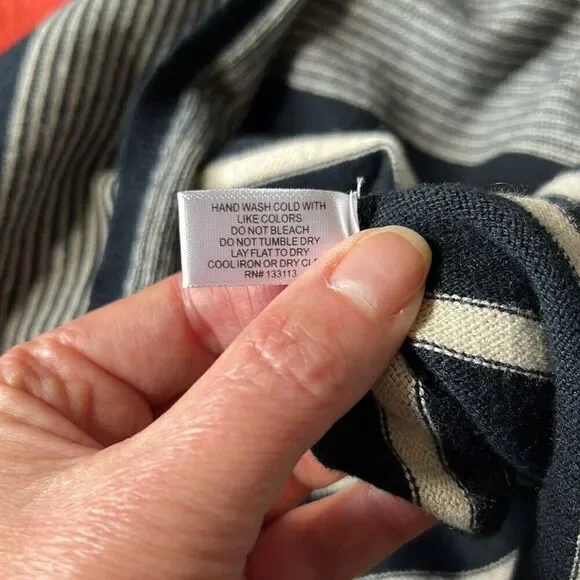 HAND WASH COLD WITH
LIKE COLORS
DO NOT BLEACH
DO NOT TUMBLE DRY
LAY FLAT TO DRY
COOL IRON OR DRY
RN# 133113